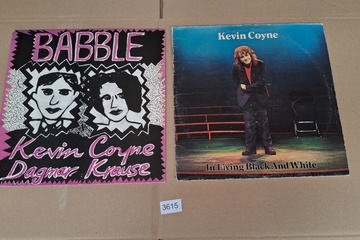 BABBLE
Kevin Coyne
Dagmar Krause
Kevin Coyne
In Living Black And White
3615